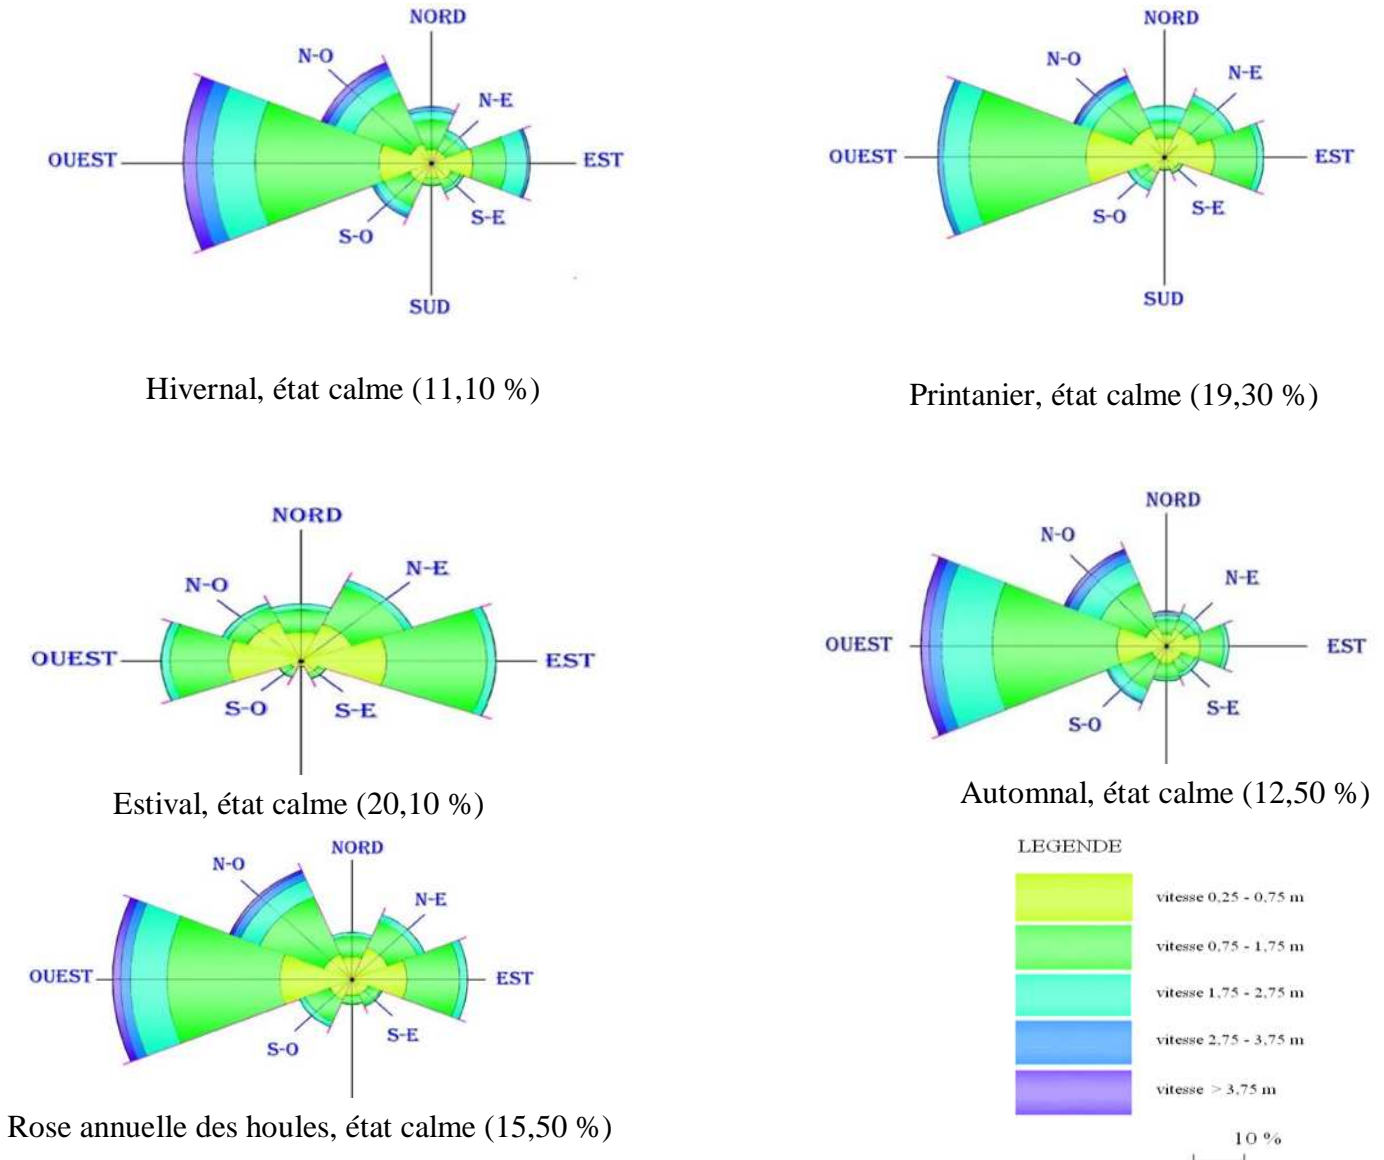 NORD
N-O
N-E
OUEST
EST
S-O
S-E
SUD
Hivernal, état calme (11,10 %)
NORD
N-O
N-E
OUEST
EST
S-O
S-E
SUD
Printanier, état calme (19,30 %)
NORD
N-O
N-E
OUEST
EST
S-O
S-E
Estival, état calme (20,10 %)
NORD
N-O
N-E
OUEST
EST
S-O
S-E
Automnal, état calme (12,50 %)
NORD
N-O
N-E
OUEST
EST
S-O
S-E
Rose annuelle des houles, état calme (15,50 %)
LEGENDE
vitesse 0,25 - 0,75 m
vitesse 0,75 - 1,75 m
vitesse 1,75 - 2,75 m
vitesse 2,75 - 3,75 m
vitesse > 3,75 m
10 %